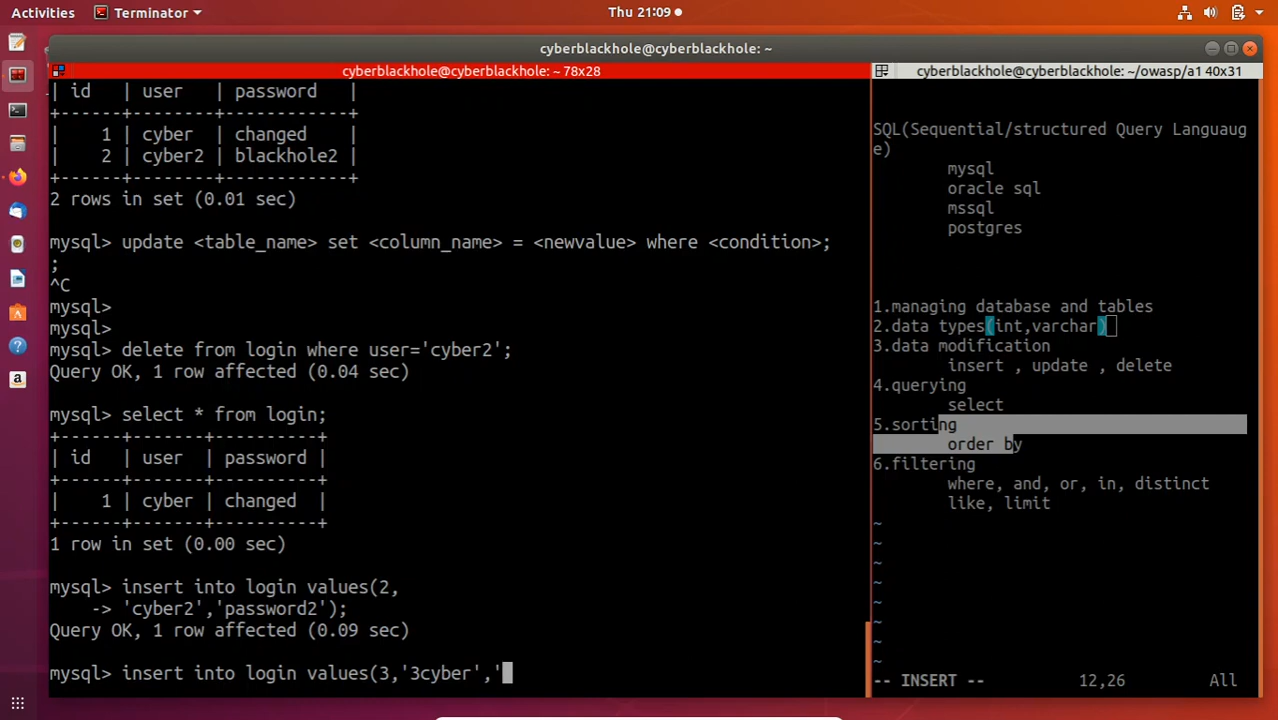 Activities
Terminator
Thu 21:09
cyberblackhole@cyberblackhole: ~
cyberblackhole@cyberblackhole: ~ 78x28
| id   | user   | password   |
+------+--------+------------+
|    1 | cyber  | changed    |
|    2 | cyber2 | blackhole2 |
+------+--------+------------+
2 rows in set (0.01 sec)
mysql> update <table_name> set <column_name> = <newvalue> where <condition>;
;
^C
mysql>
mysql>
mysql> delete from login where user='cyber2';
Query OK, 1 row affected (0.04 sec)
mysql> select * from login;
+------+-------+----------+
| id   | user  | password |
+------+-------+----------+
|    1 | cyber | changed  |
+------+-------+----------+
1 row in set (0.00 sec)
mysql> insert into login values(2,
    -> 'cyber2','password2');
Query OK, 1 row affected (0.09 sec)
mysql> insert into login values(3,'3cyber','
cyberblackhole@cyberblackhole: ~/owasp/a1 40x31
SQL(Sequential/structured Query Languaug
e)
mysql
oracle sql
mssql
postgres
1.managing database and tables
2.data types(int,varchar)
3.data modification
insert , update , delete
4.querying
select
5.sorting
order by
6.filtering
where, and, or, in, distinct
like, limit
~
~
~
~
~
~
~
~
-- INSERT --
12,26
All